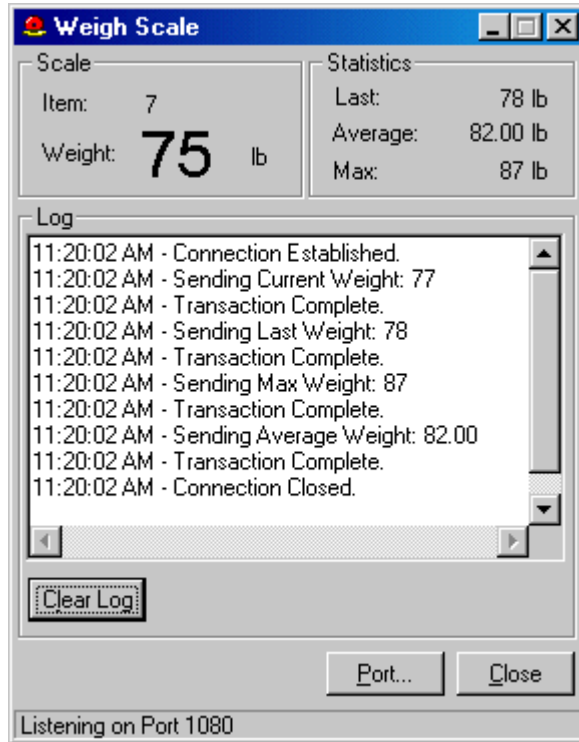 Weigh Scale
Scale
Item: 7
Weight: 75 lb
Statistics
Last: 78 lb
Average: 82.00 lb
Max: 87 lb
Log
11:20:02 AM - Connection Established.
11:20:02 AM - Sending Current Weight: 77
11:20:02 AM - Transaction Complete.
11:20:02 AM - Sending Last Weight: 78
11:20:02 AM - Transaction Complete.
11:20:02 AM - Sending Max Weight: 87
11:20:02 AM - Transaction Complete.
11:20:02 AM - Sending Average Weight: 82.00
11:20:02 AM - Transaction Complete.
11:20:02 AM - Connection Closed.
Clear Log
Port... Close
Listening on Port 1080